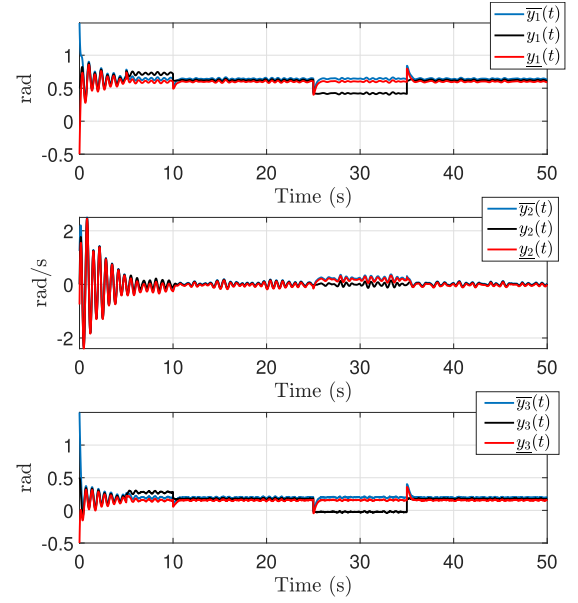 $\overline{y_1}(t)$
$y_1(t)$
$\underline{y_1}(t)$
rad
1
0.5
0
-0.5
0 10 20 30 40 50
Time (s)
$\overline{y_2}(t)$
$y_2(t)$
$\underline{y_2}(t)$
rad/s
2
0
-2
0 10 20 30 40 50
Time (s)
$\overline{y_3}(t)$
$y_3(t)$
$\underline{y_3}(t)$
rad
1
0.5
0
-0.5
0 10 20 30 40 50
Time (s)